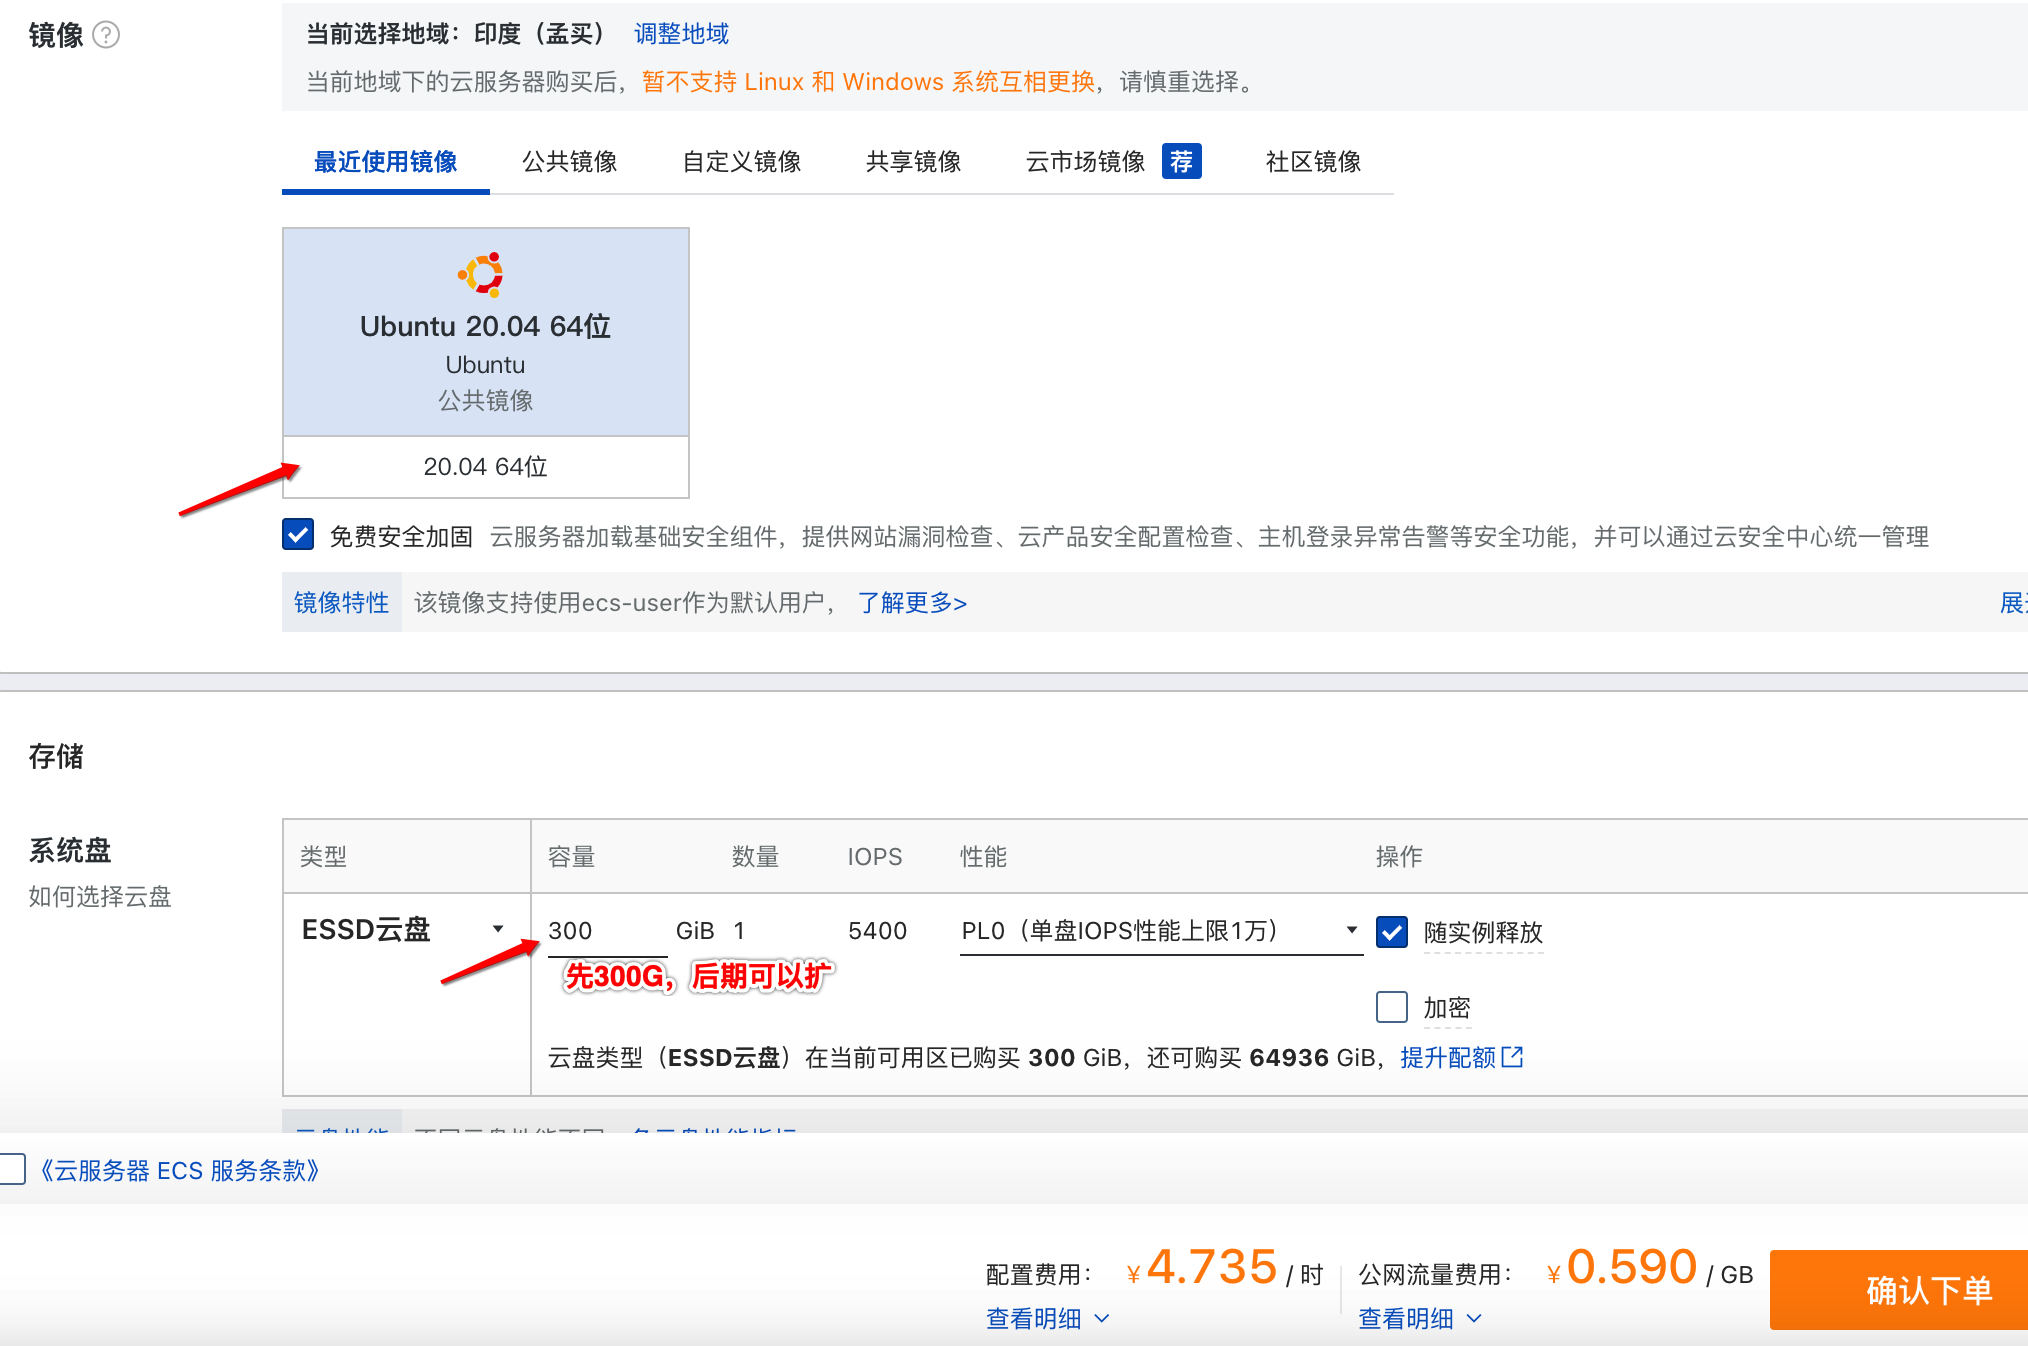 镜像 ?
当前选择地域：印度（孟买） 调整地域
当前地域下的云服务器购买后，暂不支持 Linux 和 Windows 系统互相更换，请慎重选择。
最近使用镜像 公共镜像 自定义镜像 共享镜像 云市场镜像 荐 社区镜像
Ubuntu 20.04 64位
Ubuntu
公共镜像
20.04 64位
免费安全加固 云服务器加载基础安全组件，提供网站漏洞检查、云产品安全配置检查、主机登录异常告警等安全功能，并可以通过云安全中心统一管理
镜像特性 该镜像支持使用ecs-user作为默认用户， 了解更多>
存储
系统盘
如何选择云盘
类型 容量 数量 IOPS 性能 操作
ESSD云盘 300 GiB 1 5400 PL0（单盘IOPS性能上限1万） 随实例释放
先300G，后期可以扩
加密
云盘类型（ESSD云盘）在当前可用区已购买 300 GiB，还可购买 64936 GiB，提升配额
《云服务器 ECS 服务条款》
配置费用： ¥4.735 / 时 公网流量费用： ¥0.590 / GB
查看明细 查看明细
确认下单